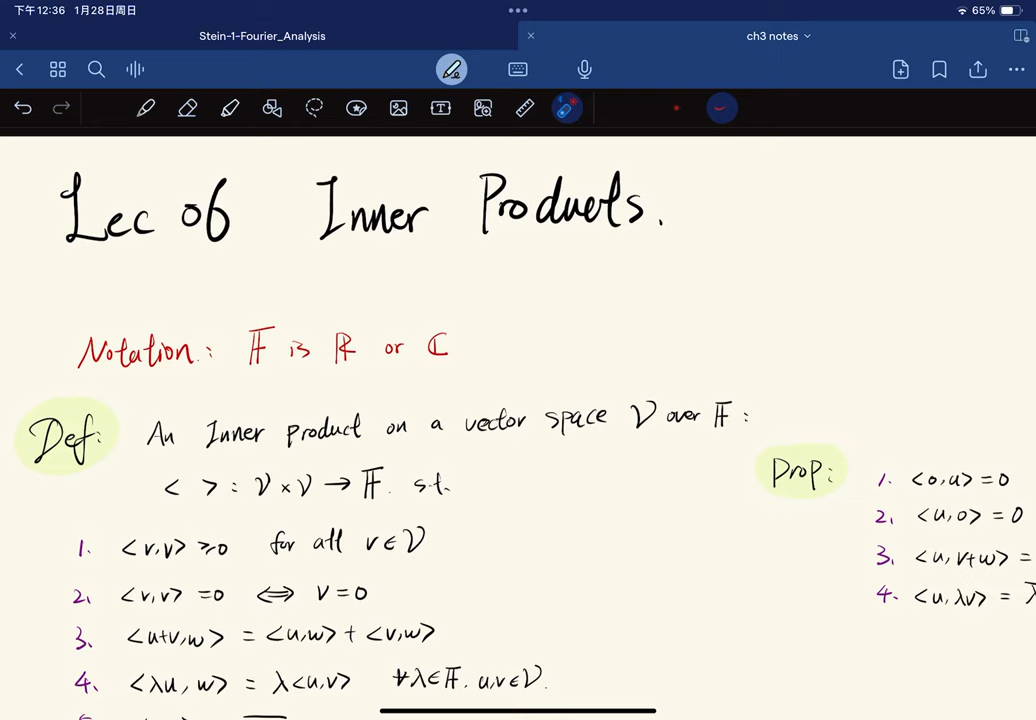 下午12:36 1月28日周日
65%
Stein-1-Fourier_Analysis
ch3 notes
Lec 06 Inner Products.
Notation: 𝔽 is ℝ or ℂ
Def: An Inner product on a vector space V over 𝔽:
< > : V × V → 𝔽. s.t.
1. <v,v> ≥0 for all v ∈ V
2. <v,v> =0 ⟺ v=0
3. <u+v,w> = <u,w> + <v,w>
4. <λu, w> = λ<u,v> ∀λ∈𝔽. u,v∈V.
Prop:
1. <0,u> =0
2. <u,0> =0
3. <u,v+w> =
4. <u,λv> =